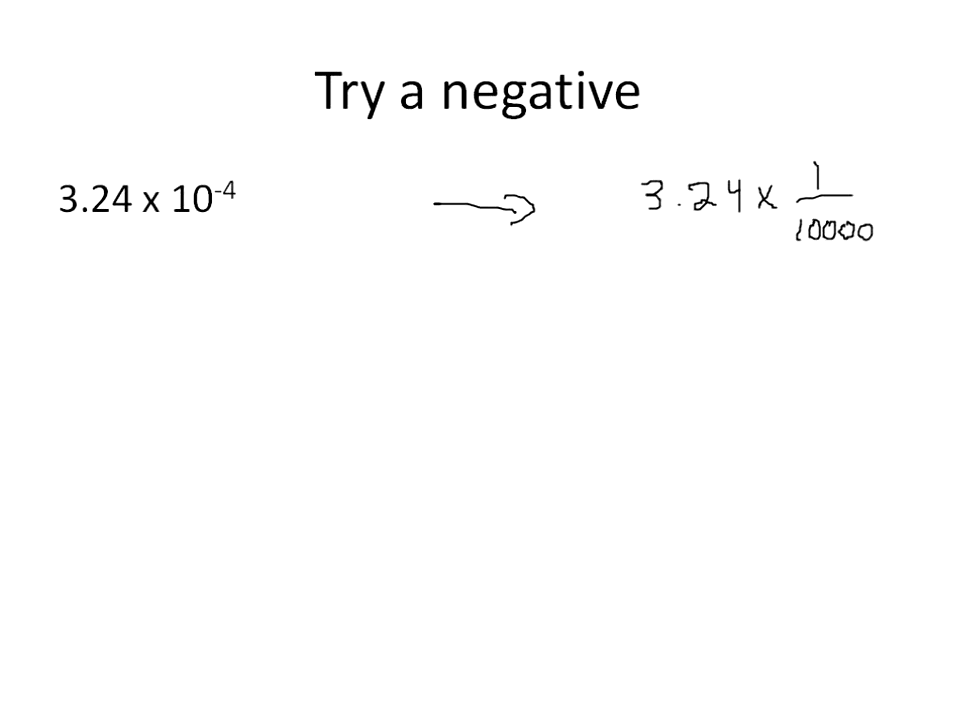 Try a negative
3.24 x 10⁻⁴
3.24 x 1/10000